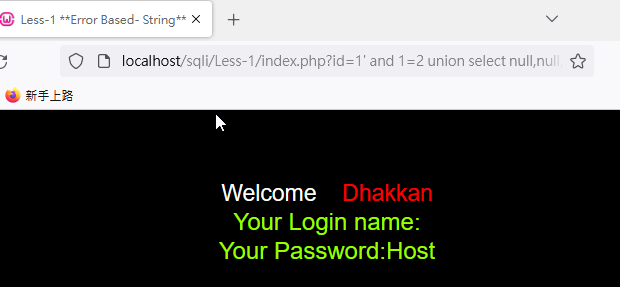 Less-1 **Error Based- String**
localhost/sqli/Less-1/index.php?id=1' and 1=2 union select null,null
新手上路
Welcome Dhakkan
Your Login name:
Your Password:Host